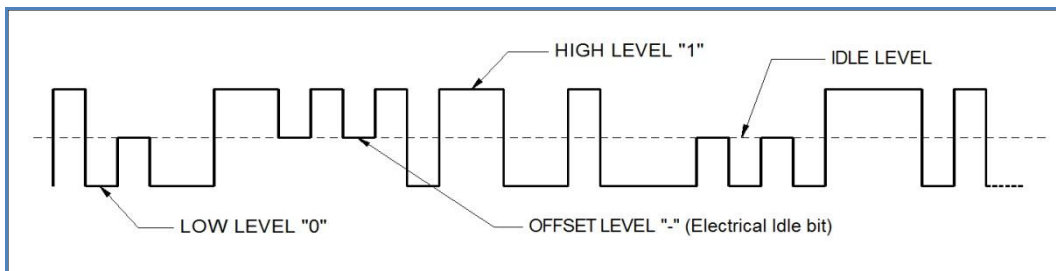 HIGH LEVEL "1"
IDLE LEVEL
LOW LEVEL "0"
OFFSET LEVEL "-" (Electrical Idle bit)